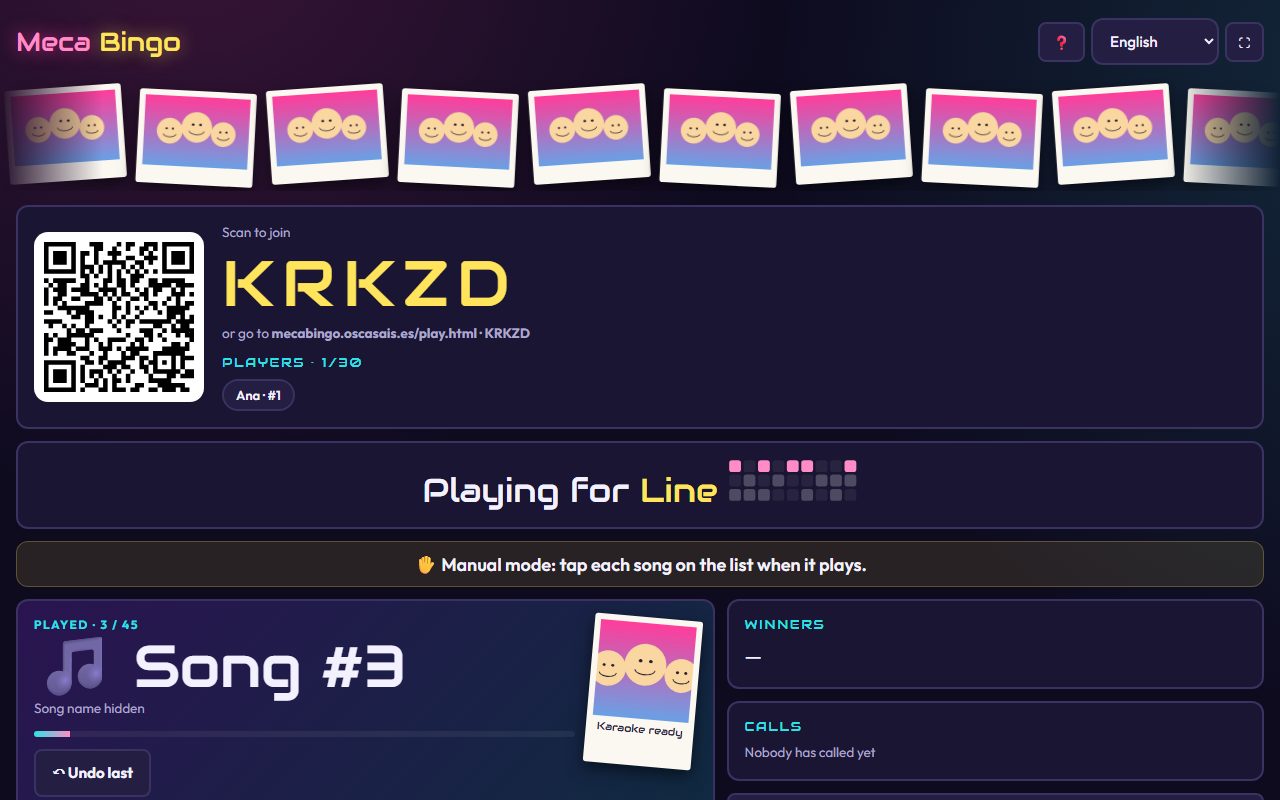 Meca Bingo
❓
English
Scan to join
KRKZD
or go to mecabingo.oscasais.es/play.html · KRKZD
PLAYERS · 1/30
Ana · #1
Playing for Line
✋ Manual mode: tap each song on the list when it plays.
PLAYED · 3 / 45
🎵 Song #3
Song name hidden
↶ Undo last
Karaoke ready
WINNERS
—
CALLS
Nobody has called yet